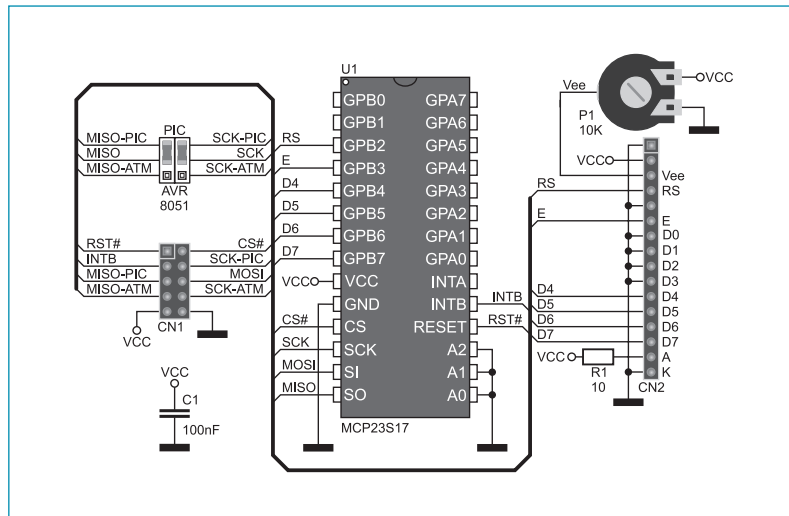 U1
GPB0 GPA7
GPB1 GPA6
GPB2 GPA5
GPB3 GPA4
GPB4 GPA3
GPB5 GPA2
GPB6 GPA1
GPB7 GPA0
VCC INTA
GND INTB
CS RESET
SCK A2
SI A1
SO A0
MCP23S17
PIC
MISO-PIC SCK-PIC
MISO SCK
MISO-ATM SCK-ATM
AVR
8051
RST# CS#
INTB SCK-PIC
MISO-PIC MOSI
MISO-ATM SCK-ATM
CN1
VCC
VCC
C1
100nF
RS
E
D4
D5
D6
D7
VCC
CS#
SCK
MOSI
MISO
INTB
RST#
Vee
VCC
P1
10K
VCC
Vee
RS RS
E E
D0
D1
D2
D3
D4 D4
D5 D5
D6 D6
D7 D7
VCC A
R1
10
K
CN2